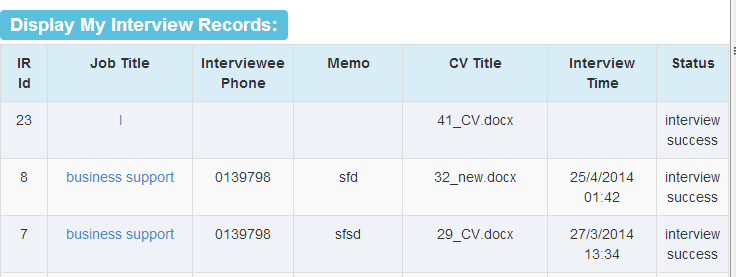 Display My Interview Records:
IR Id Job Title Interviewee Phone Memo CV Title Interview Time Status
23 l 41_CV.docx interview success
8 business support 0139798 sfd 32_new.docx 25/4/2014 01:42 interview success
7 business support 0139798 sfsd 29_CV.docx 27/3/2014 13:34 interview success